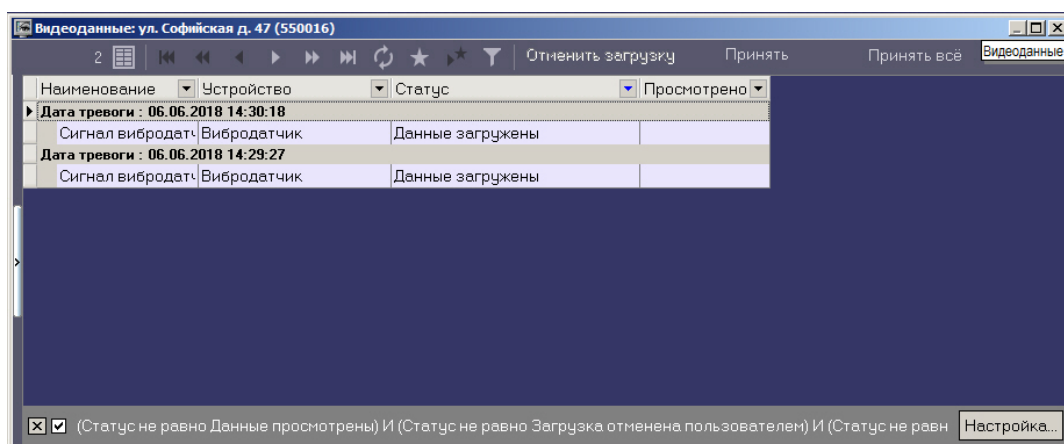 Видеоданные: ул. Софийская д. 47 (550016)
2 Отменить загрузку Принять Принять всё Видеоданные
Наименование Устройство Статус Просмотрено
Дата тревоги : 06.06.2018 14:30:18
Сигнал вибродатч Вибродатчик Данные загружены
Дата тревоги : 06.06.2018 14:29:27
Сигнал вибродатч Вибродатчик Данные загружены
(Статус не равно Данные просмотрены) И (Статус не равно Загрузка отменена пользователем) И (Статус не равн Настройка...